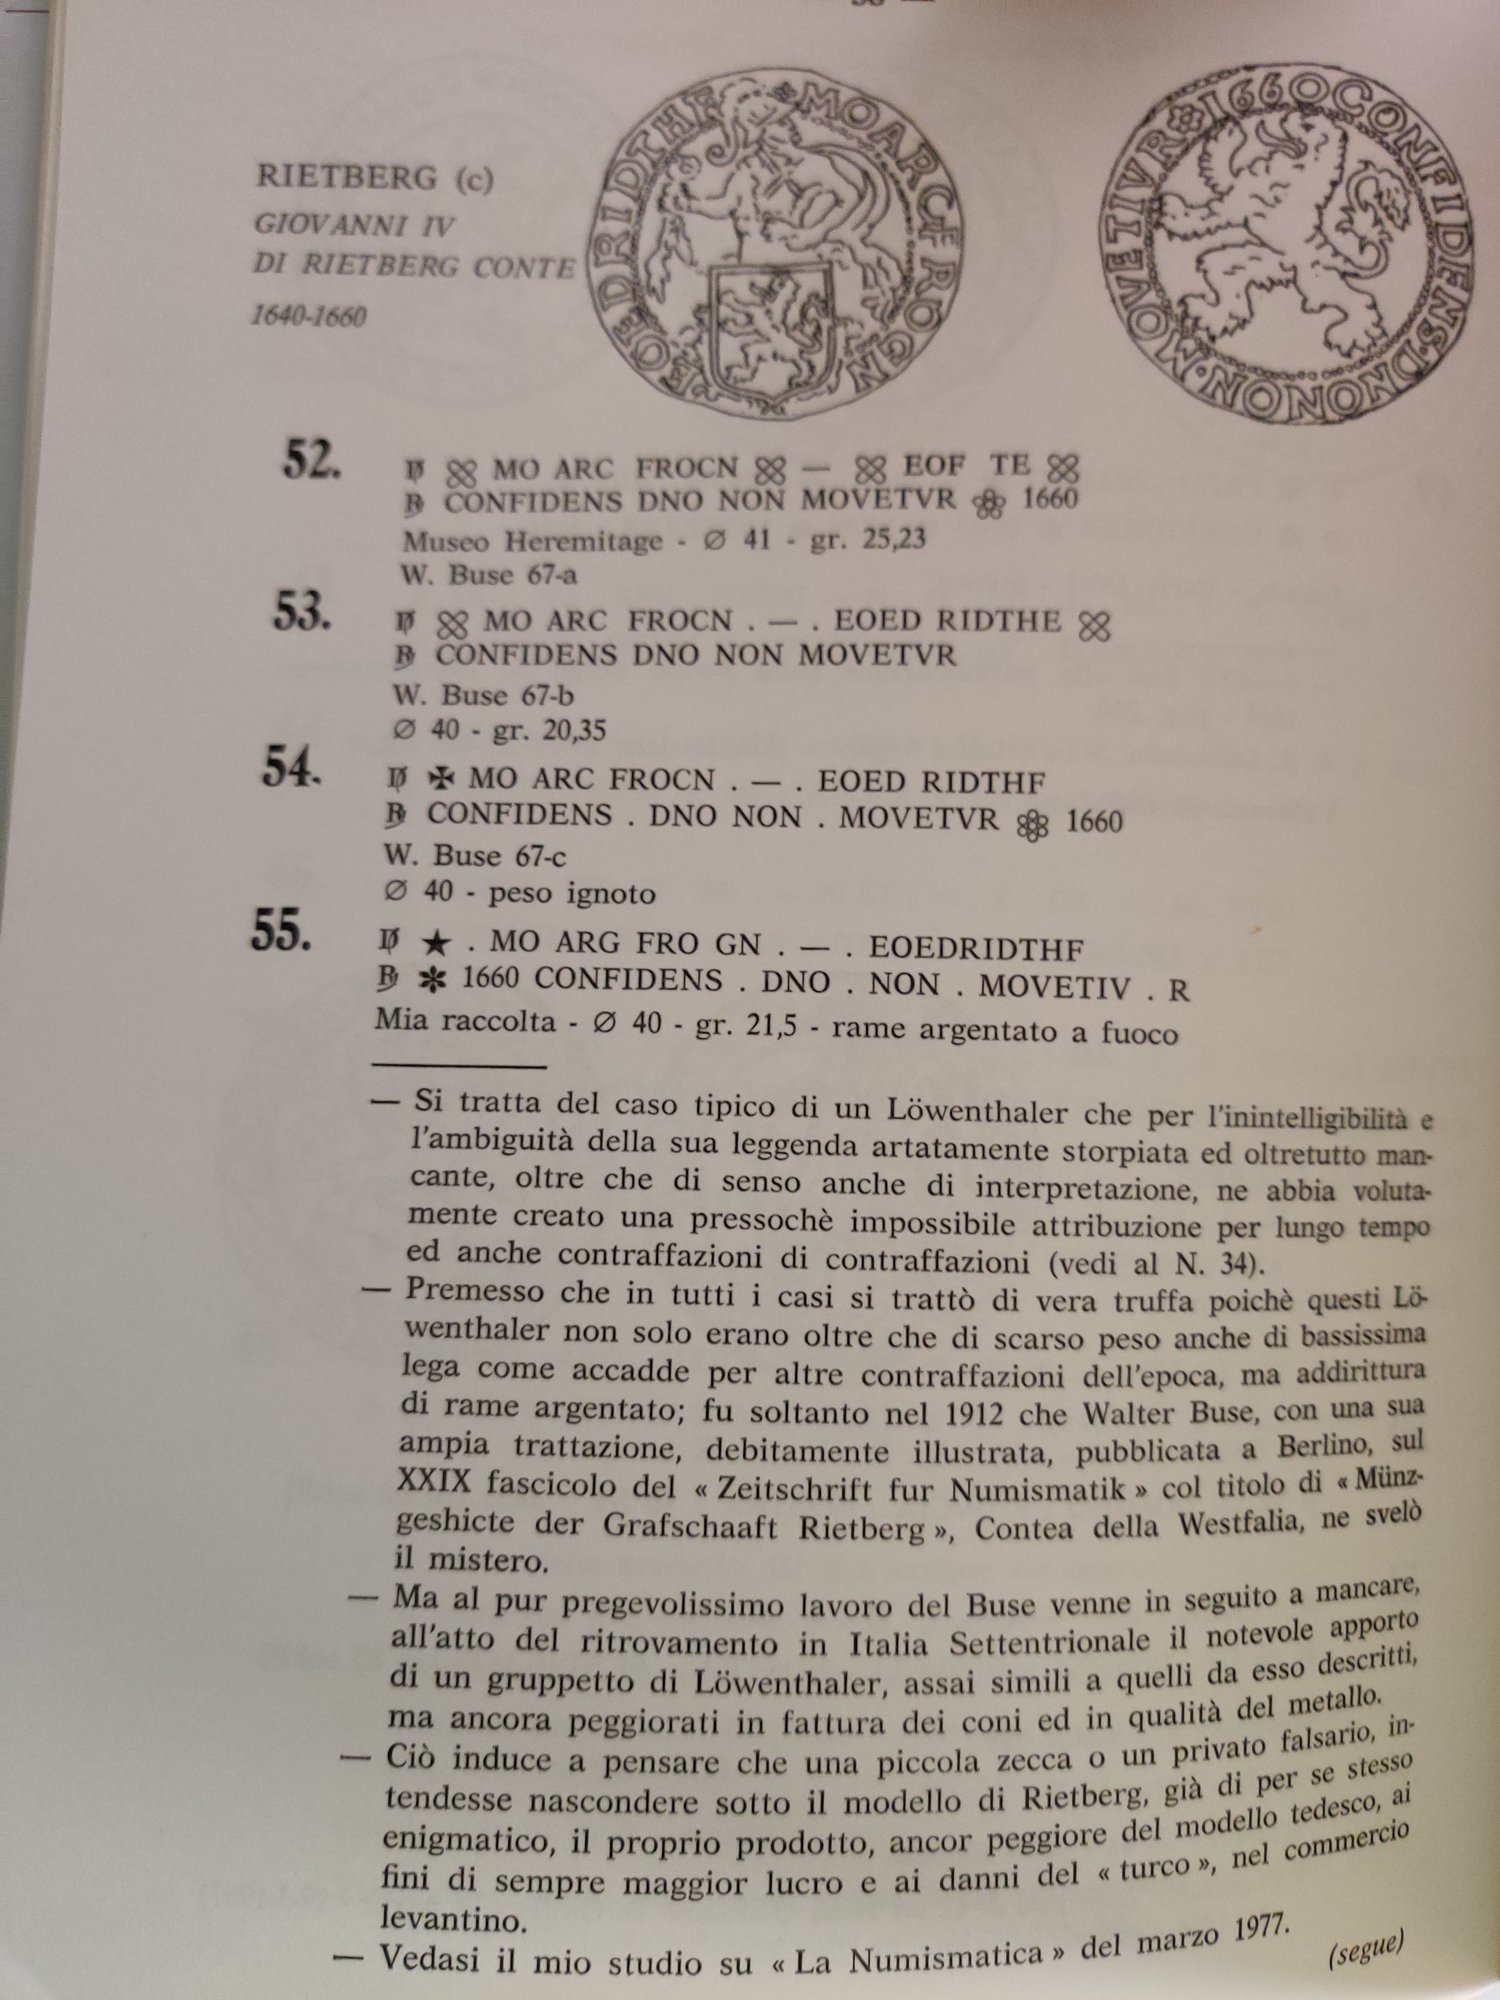 RIETBERG (c)
GIOVANNI IV
DI RIETBERG CONTE
1640-1660
MO ARCF ROGN EOEDRIDTHF
1660 CONFIDENS · DNO NON · MOVETIVR
52. D MO ARC FROCN — EOF TE
R CONFIDENS DNO NON MOVETVR 1660
Museo Heremitage - ∅ 41 - gr. 25,23
W. Buse 67-a
53. D MO ARC FROCN . — . EOED RIDTHE
R CONFIDENS DNO NON MOVETVR
W. Buse 67-b
∅ 40 - gr. 20,35
54. D ✠ MO ARC FROCN . — . EOED RIDTHF
R CONFIDENS . DNO NON . MOVETVR 1660
W. Buse 67-c
∅ 40 - peso ignoto
55. D ★ . MO ARG FRO GN . — . EOEDRIDTHF
R ✻ 1660 CONFIDENS . DNO . NON . MOVETIV . R
Mia raccolta - ∅ 40 - gr. 21,5 - rame argentato a fuoco
— Si tratta del caso tipico di un Löwenthaler che per l'inintelligibilità e
l'ambiguità della sua leggenda artatamente storpiata ed oltretutto man-
cante, oltre che di senso anche di interpretazione, ne abbia voluta-
mente creato una pressochè impossibile attribuzione per lungo tempo
ed anche contraffazioni di contraffazioni (vedi al N. 34).
— Premesso che in tutti i casi si trattò di vera truffa poichè questi Lö-
wenthaler non solo erano oltre che di scarso peso anche di bassissima
lega come accadde per altre contraffazioni dell'epoca, ma addirittura
di rame argentato; fu soltanto nel 1912 che Walter Buse, con una sua
ampia trattazione, debitamente illustrata, pubblicata a Berlino, sul
XXIX fascicolo del « Zeitschrift fur Numismatik » col titolo di « Münz-
geshicte der Grafschaaft Rietberg », Contea della Westfalia, ne svelò
il mistero.
— Ma al pur pregevolissimo lavoro del Buse venne in seguito a mancare,
all'atto del ritrovamento in Italia Settentrionale il notevole apporto
di un gruppetto di Löwenthaler, assai simili a quelli da esso descritti,
ma ancora peggiorati in fattura dei coni ed in qualità del metallo.
— Ciò induce a pensare che una piccola zecca o un privato falsario, in-
tendesse nascondere sotto il modello di Rietberg, già di per se stesso
enigmatico, il proprio prodotto, ancor peggiore del modello tedesco, ai
fini di sempre maggior lucro e ai danni del « turco », nel commercio
levantino.
— Vedasi il mio studio su « La Numismatica » del marzo 1977.
(segue)